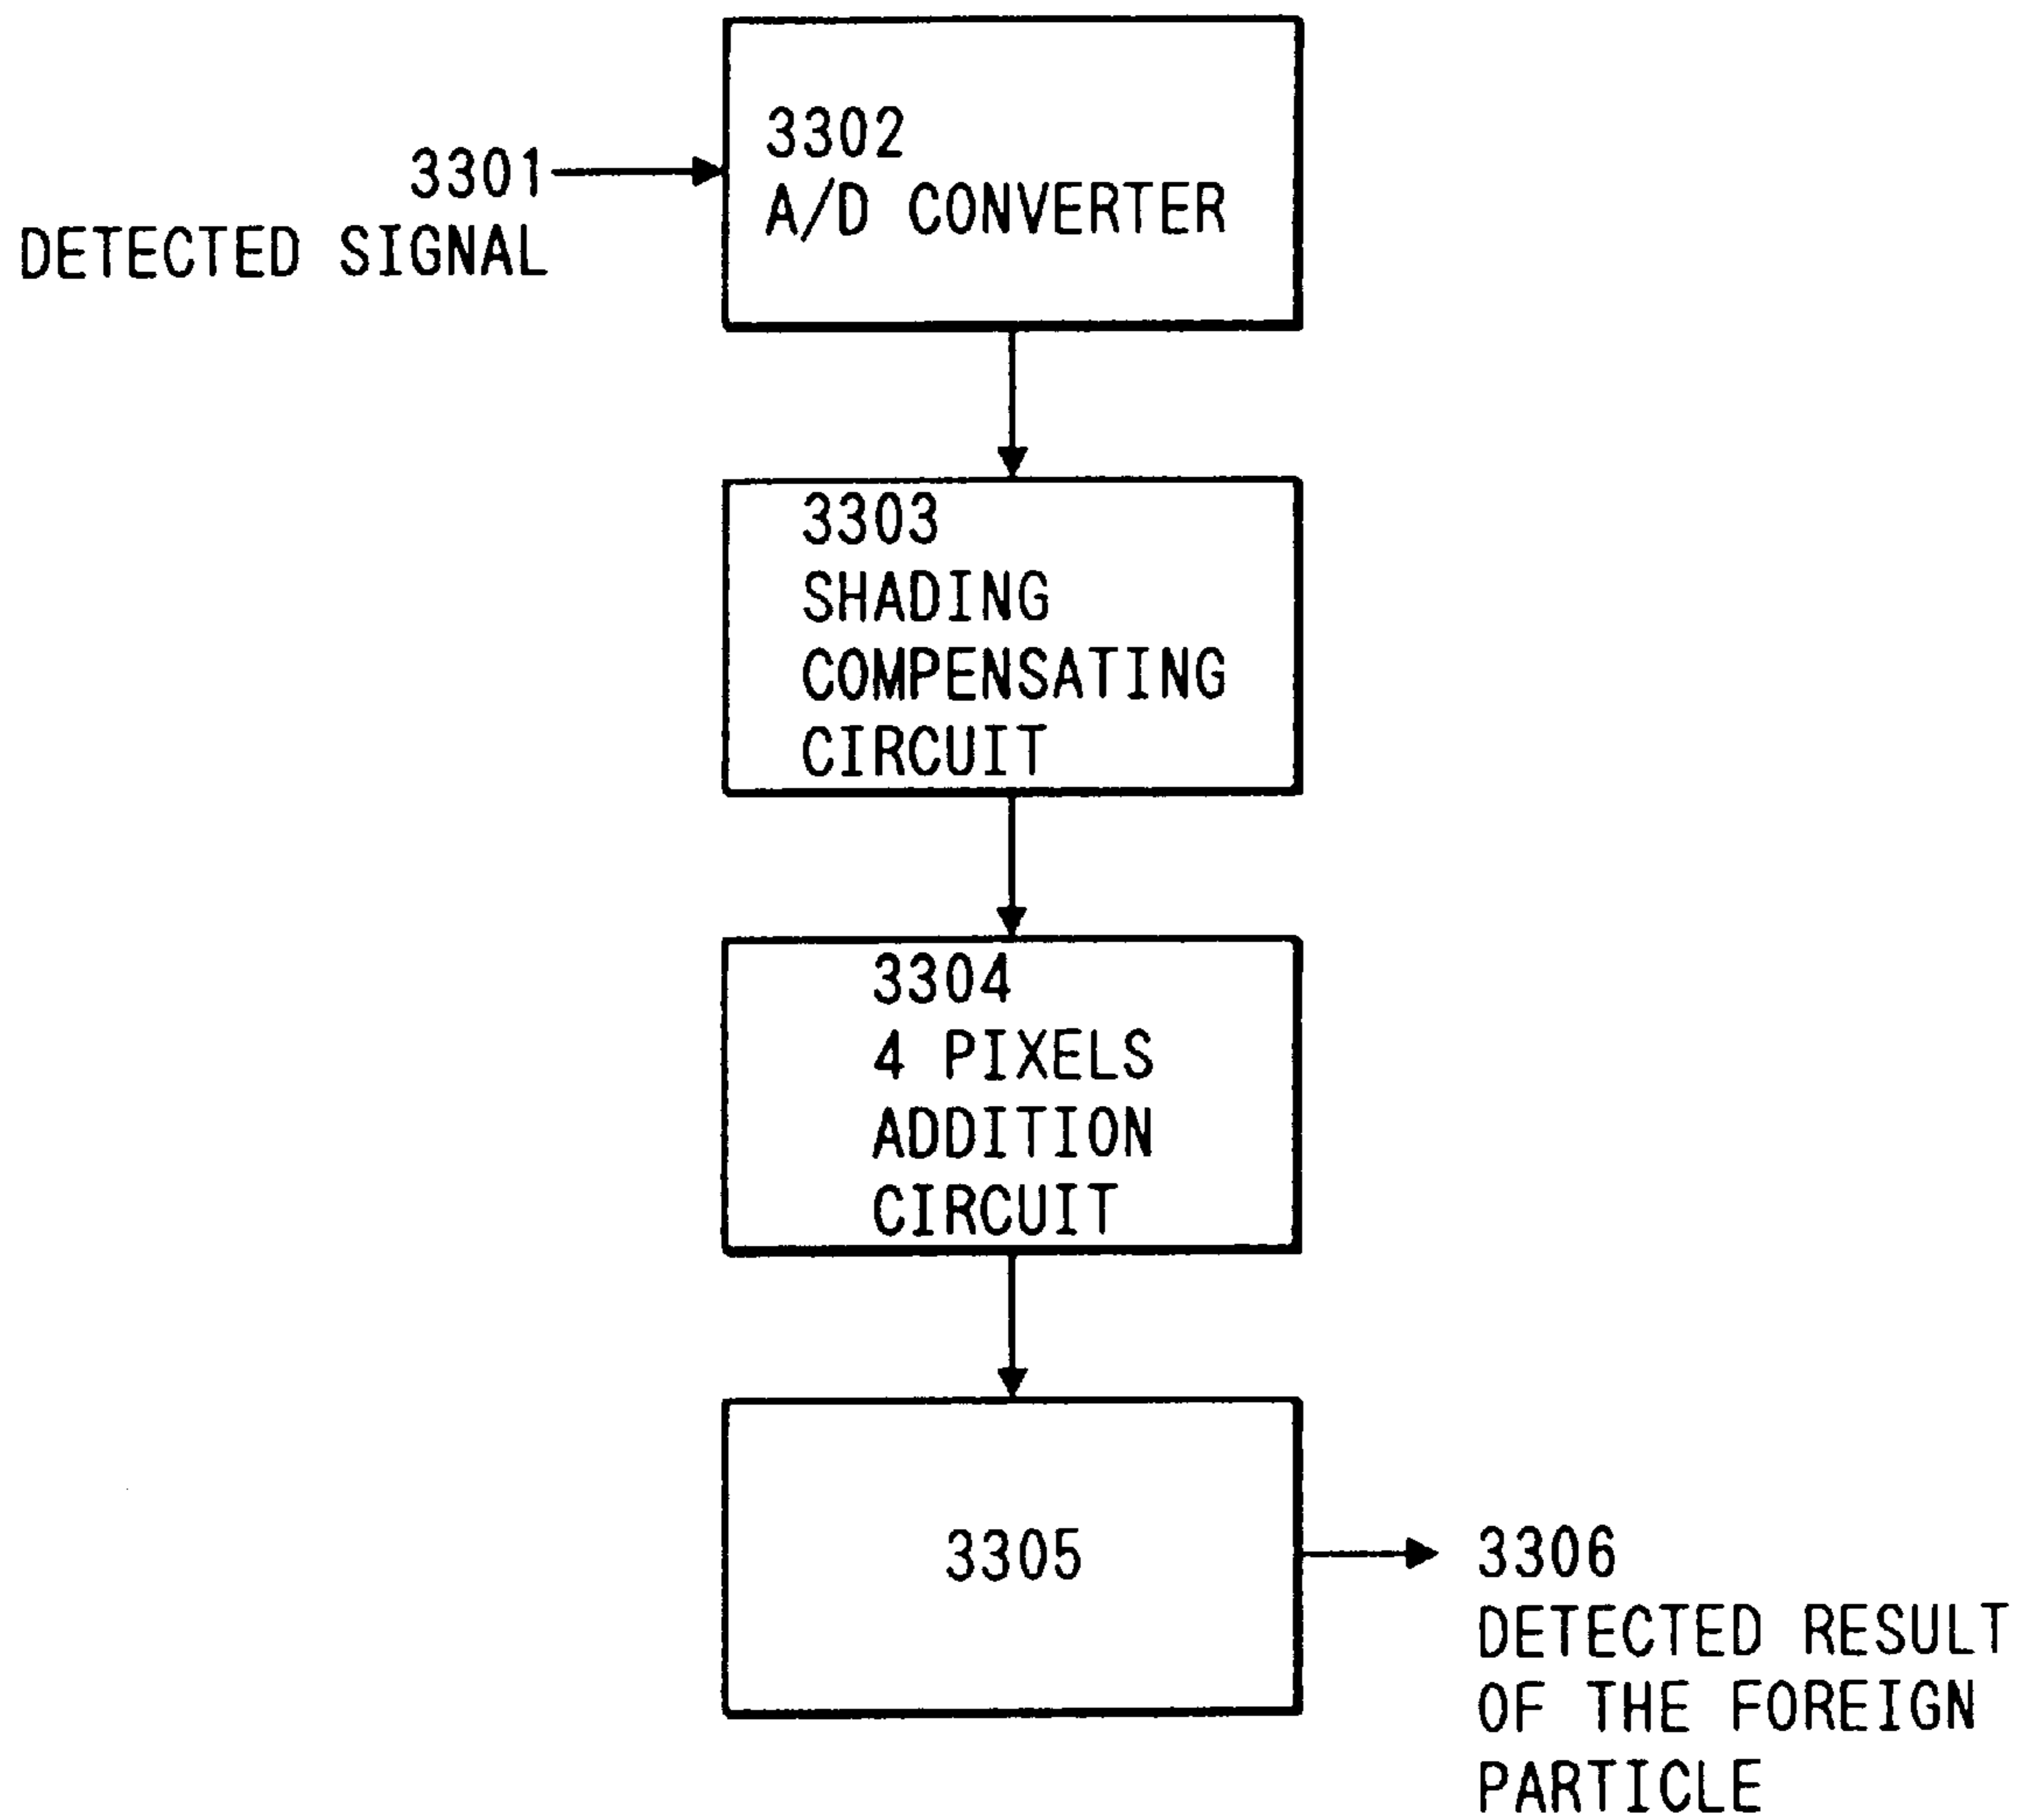 3301
DETECTED SIGNAL
3302
A/D CONVERTER
3303
SHADING
COMPENSATING
CIRCUIT
3304
4 PIXELS
ADDITION
CIRCUIT
3305
3306
DETECTED RESULT
OF THE FOREIGN
PARTICLE